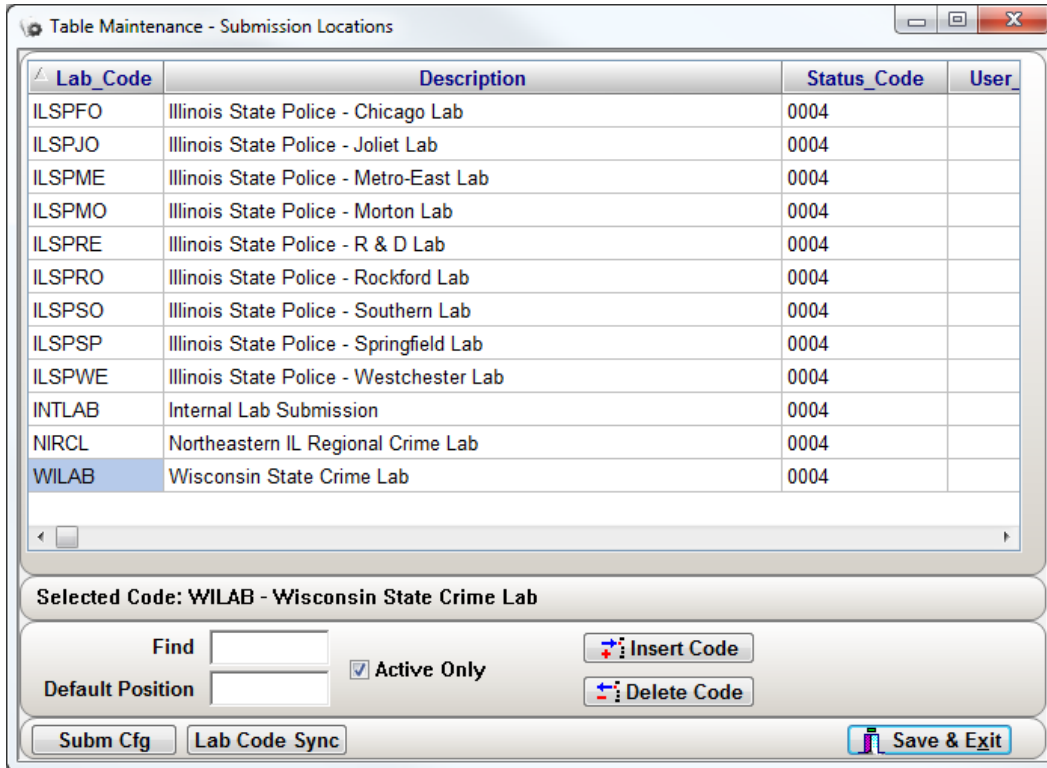 Table Maintenance - Submission Locations
Lab_Code Description Status_Code User_
ILSPFO Illinois State Police - Chicago Lab 0004
ILSPJO Illinois State Police - Joliet Lab 0004
ILSPME Illinois State Police - Metro-East Lab 0004
ILSPMO Illinois State Police - Morton Lab 0004
ILSPRE Illinois State Police - R & D Lab 0004
ILSPRO Illinois State Police - Rockford Lab 0004
ILSPSO Illinois State Police - Southern Lab 0004
ILSPSP Illinois State Police - Springfield Lab 0004
ILSPWE Illinois State Police - Westchester Lab 0004
INTLAB Internal Lab Submission 0004
NIRCL Northeastern IL Regional Crime Lab 0004
WILAB Wisconsin State Crime Lab 0004
Selected Code: WILAB - Wisconsin State Crime Lab
Find
Active Only
Insert Code
Default Position
Delete Code
Subm Cfg Lab Code Sync Save & Exit